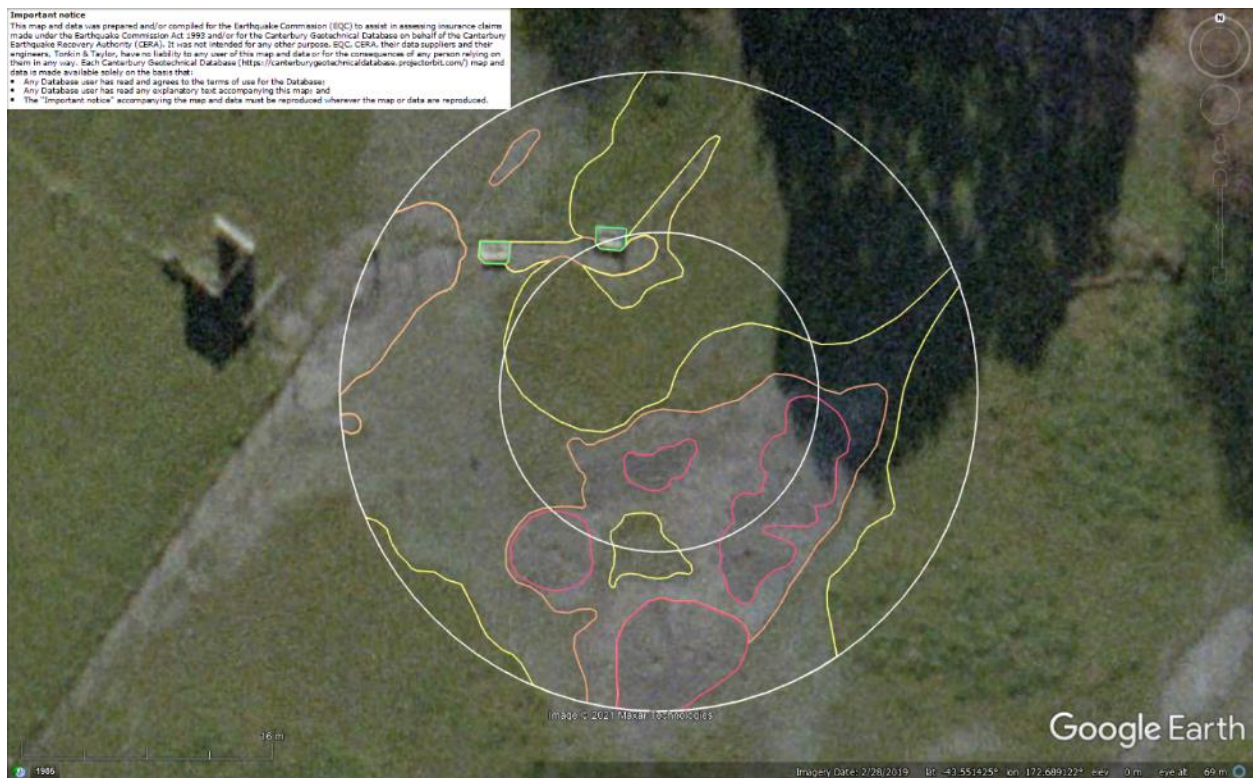 Important notice
This map and data was prepared and/or compiled for the Earthquake Commission (EQC) to assist in assessing insurance claims
made under the Earthquake Commission Act 1993 and/or for the Canterbury Geotechnical Database on behalf of the Canterbury
Earthquake Recovery Authority (CERA). It was not intended for any other purpose. EQC, CERA, their data suppliers and their
engineers, Tonkin & Taylor, have no liability to any user of this map and data or for the consequences of any person relying on
them in any way. Each Canterbury Geotechnical Database (https://canterburygeotechnicaldatabase.projectorbit.com/) map and
data is made available solely on the basis that:
• Any Database user has read and agrees to the terms of use for the Database;
• Any Database user has read any explanatory text accompanying this map; and
• The "Important notice" accompanying the map and data must be reproduced wherever the map or data are reproduced.
N
Image © 2021 Maxar Technologies
Google Earth
16 m
1985
Imagery Date: 2/28/2019 lat -43.551425° lon 172.689122° elev 0 m eye alt 69 m